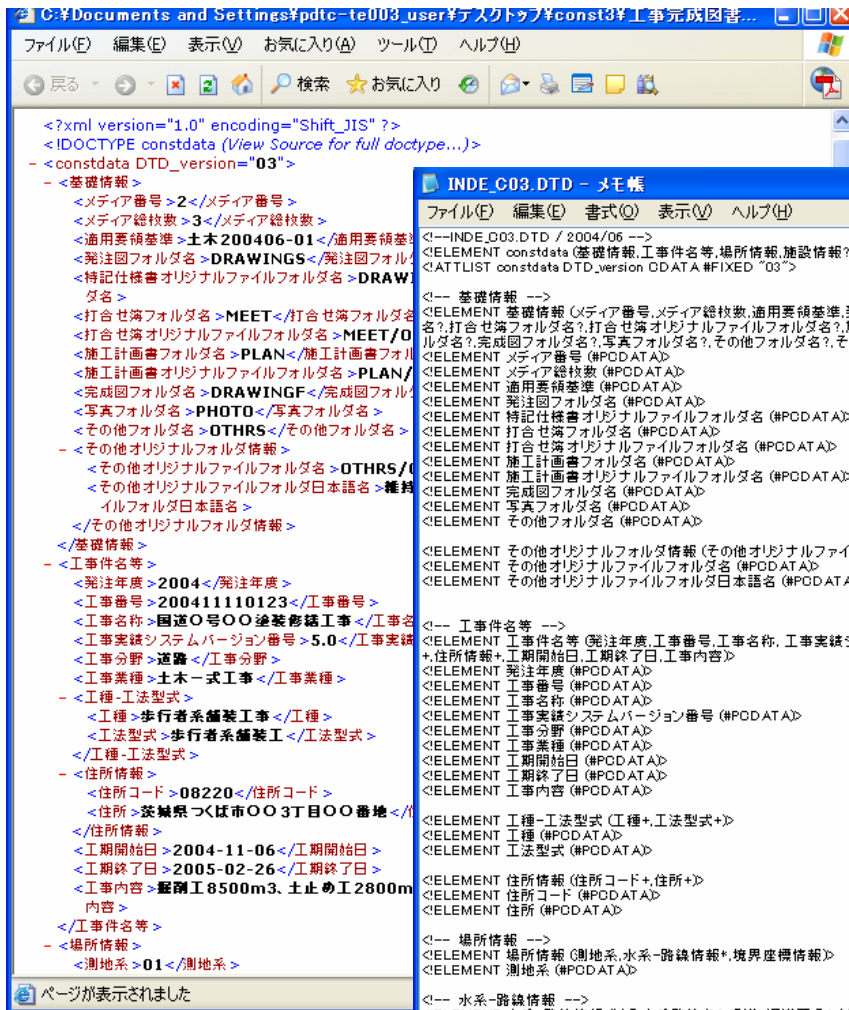 C:¥Documents and Settings¥pdtc-te003_user¥デスクトップ¥const3¥工事完成図書...
ファイル(F) 編集(E) 表示(V) お気に入り(A) ツール(T) ヘルプ(H)
戻る 検索 お気に入り
<?xml version="1.0" encoding="Shift_JIS" ?>
<!DOCTYPE constdata (View Source for full doctype...)>
- <constdata DTD_version="03">
- <基礎情報>
<メディア番号>2</メディア番号>
<メディア総枚数>3</メディア総枚数>
<適用要領基準>土木200406-01</適用要領基
<発注図フォルダ名>DRAWINGS</発注図フォル
<特記仕様書オリジナルファイルフォルダ名>DRAWI
ダ名>
<打合せ簿フォルダ名>MEET</打合せ簿フォルダ名
<打合せ簿オリジナルファイルフォルダ名>MEET/O
<施工計画書フォルダ名>PLAN</施工計画書フォル
<施工計画書オリジナルファイルフォルダ名>PLAN/
<完成図フォルダ名>DRAWINGF</完成図フォルダ
<写真フォルダ名>PHOTO</写真フォルダ名>
<その他フォルダ名>OTHRS</その他フォルダ名>
- <その他オリジナルフォルダ情報>
<その他オリジナルファイルフォルダ名>OTHRS/
<その他オリジナルファイルフォルダ日本語名>維持
イルフォルダ日本語名>
</その他オリジナルフォルダ情報>
</基礎情報>
- <工事件名等>
<発注年度>2004</発注年度>
<工事番号>200411110123</工事番号>
<工事名称>国道○号○○塗装修繕工事</工事名
<工事実績システムバージョン番号>5.0</工事実績
<工事分野>道路</工事分野>
<工事業種>土木一式工事</工事業種>
- <工種-工法型式>
<工種>歩行者系舗装工事</工種>
<工法型式>歩行者系舗装工</工法型式>
</工種-工法型式>
- <住所情報>
<住所コード>08220</住所コード>
<住所>茨城県つくば市○○3丁目○○番地</
</住所情報>
<工期開始日>2004-11-06</工期開始日>
<工期終了日>2005-02-26</工期終了日>
<工事内容>掘削工8500m3、土止め工2800m
内容>
</工事件名等>
- <場所情報>
<測地系>01</測地系>
ページが表示されました
INDE_C03.DTD - メモ帳
ファイル(F) 編集(E) 書式(O) 表示(V) ヘルプ(H)
<!--INDE_C03.DTD / 2004/06 -->
<!ELEMENT constdata (基礎情報,工事件名等,場所情報,施設情報?
<!ATTLIST constdata DTD_version CDATA #FIXED "03">
<!-- 基礎情報 -->
<!ELEMENT 基礎情報 (メディア番号,メディア総枚数,適用要領基準,
名?,打合せ簿フォルダ名?,打合せ簿オリジナルファイルフォルダ名?,
ルダ名?,完成図フォルダ名?,写真フォルダ名?,その他フォルダ名?,そ
<!ELEMENT メディア番号 (#PCDATA)>
<!ELEMENT メディア総枚数 (#PCDATA)>
<!ELEMENT 適用要領基準 (#PCDATA)>
<!ELEMENT 発注図フォルダ名 (#PCDATA)>
<!ELEMENT 特記仕様書オリジナルファイルフォルダ名 (#PCDATA)>
<!ELEMENT 打合せ簿フォルダ名 (#PCDATA)>
<!ELEMENT 打合せ簿オリジナルファイルフォルダ名 (#PCDATA)>
<!ELEMENT 施工計画書フォルダ名 (#PCDATA)>
<!ELEMENT 施工計画書オリジナルファイルフォルダ名 (#PCDATA)>
<!ELEMENT 完成図フォルダ名 (#PCDATA)>
<!ELEMENT 写真フォルダ名 (#PCDATA)>
<!ELEMENT その他フォルダ名 (#PCDATA)>
<!ELEMENT その他オリジナルフォルダ情報 (その他オリジナルファイ
<!ELEMENT その他オリジナルファイルフォルダ名 (#PCDATA)>
<!ELEMENT その他オリジナルファイルフォルダ日本語名 (#PCDATA
<!-- 工事件名等 -->
<!ELEMENT 工事件名等 (発注年度,工事番号,工事名称, 工事実績
+,住所情報+,工期開始日,工期終了日,工事内容)>
<!ELEMENT 発注年度 (#PCDATA)>
<!ELEMENT 工事番号 (#PCDATA)>
<!ELEMENT 工事名称 (#PCDATA)>
<!ELEMENT 工事実績システムバージョン番号 (#PCDATA)>
<!ELEMENT 工事分野 (#PCDATA)>
<!ELEMENT 工事業種 (#PCDATA)>
<!ELEMENT 工期開始日 (#PCDATA)>
<!ELEMENT 工期終了日 (#PCDATA)>
<!ELEMENT 工事内容 (#PCDATA)>
<!ELEMENT 工種-工法型式 (工種+,工法型式+)>
<!ELEMENT 工種 (#PCDATA)>
<!ELEMENT 工法型式 (#PCDATA)>
<!ELEMENT 住所情報 (住所コード+,住所+)>
<!ELEMENT 住所コード (#PCDATA)>
<!ELEMENT 住所 (#PCDATA)>
<!-- 場所情報 -->
<!ELEMENT 場所情報 (測地系,水系-路線情報*,境界座標情報)>
<!ELEMENT 測地系 (#PCDATA)>
<!-- 水系-路線情報 -->